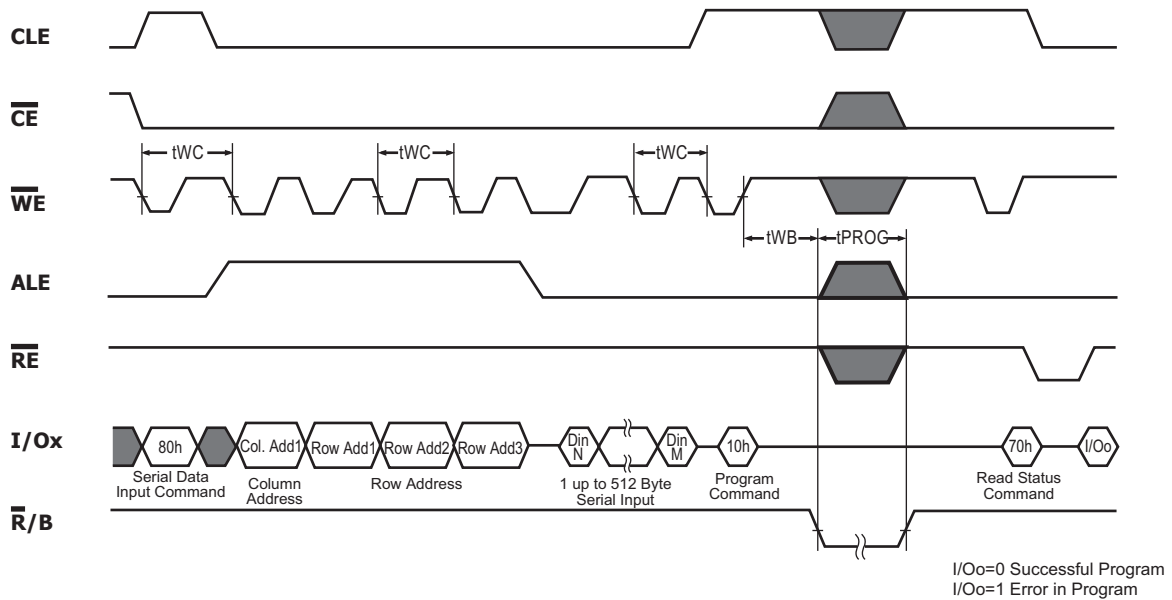 CLE
CE
tWC tWC tWC
WE
tWB tPROG
ALE
RE
I/Ox
80h Col. Add1 Row Add1 Row Add2 Row Add3 Din N Din M 10h 70h I/Oo
Serial Data
Input Command
Column
Address
Row Address
1 up to 512 Byte
Serial Input
Program
Command
Read Status
Command
R/B
I/Oo=0 Successful Program
I/Oo=1 Error in Program